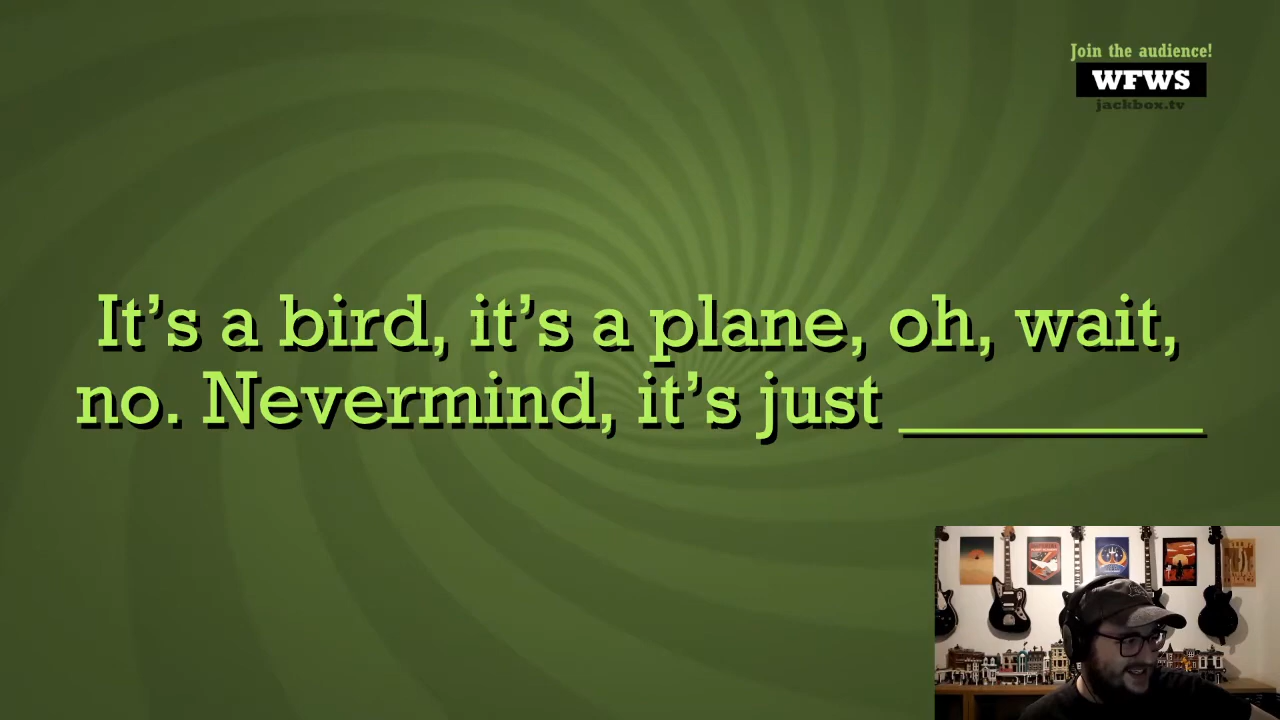 Join the audience!
WFWS
jackbox.tv
It's a bird, it's a plane, oh, wait,
no. Nevermind, it's just ________